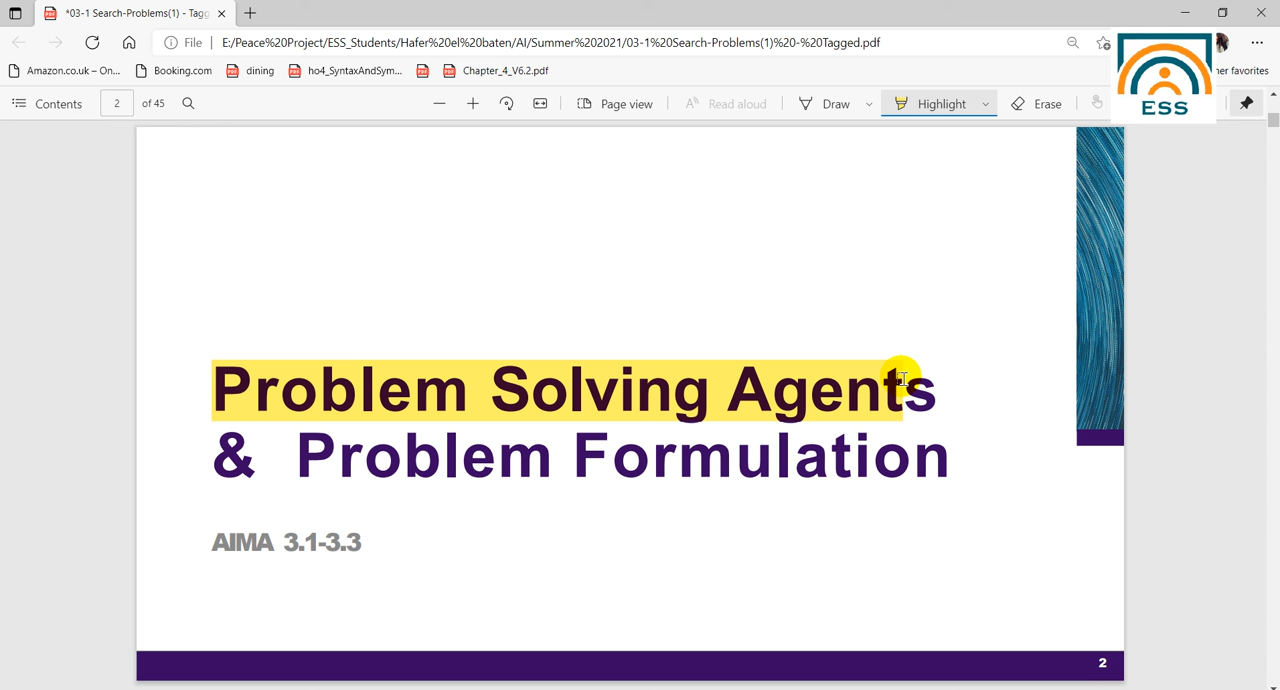 *03-1 Search-Problems(1) - Tagg
File
E:/Peace%20Project/ESS_Students/Hafar%20el%20baten/AI/Summer%202021/03-1%20Search-Problems(1)%20-%20Tagged.pdf
Amazon.co.uk – On...
Booking.com
dining
ho4_SyntaxAndSym...
Chapter_4_V6.2.pdf
her favorites
Contents
2
of 45
Page view
Read aloud
Draw
Highlight
Erase
ESS
Problem Solving Agents
& Problem Formulation
AIMA 3.1-3.3
2